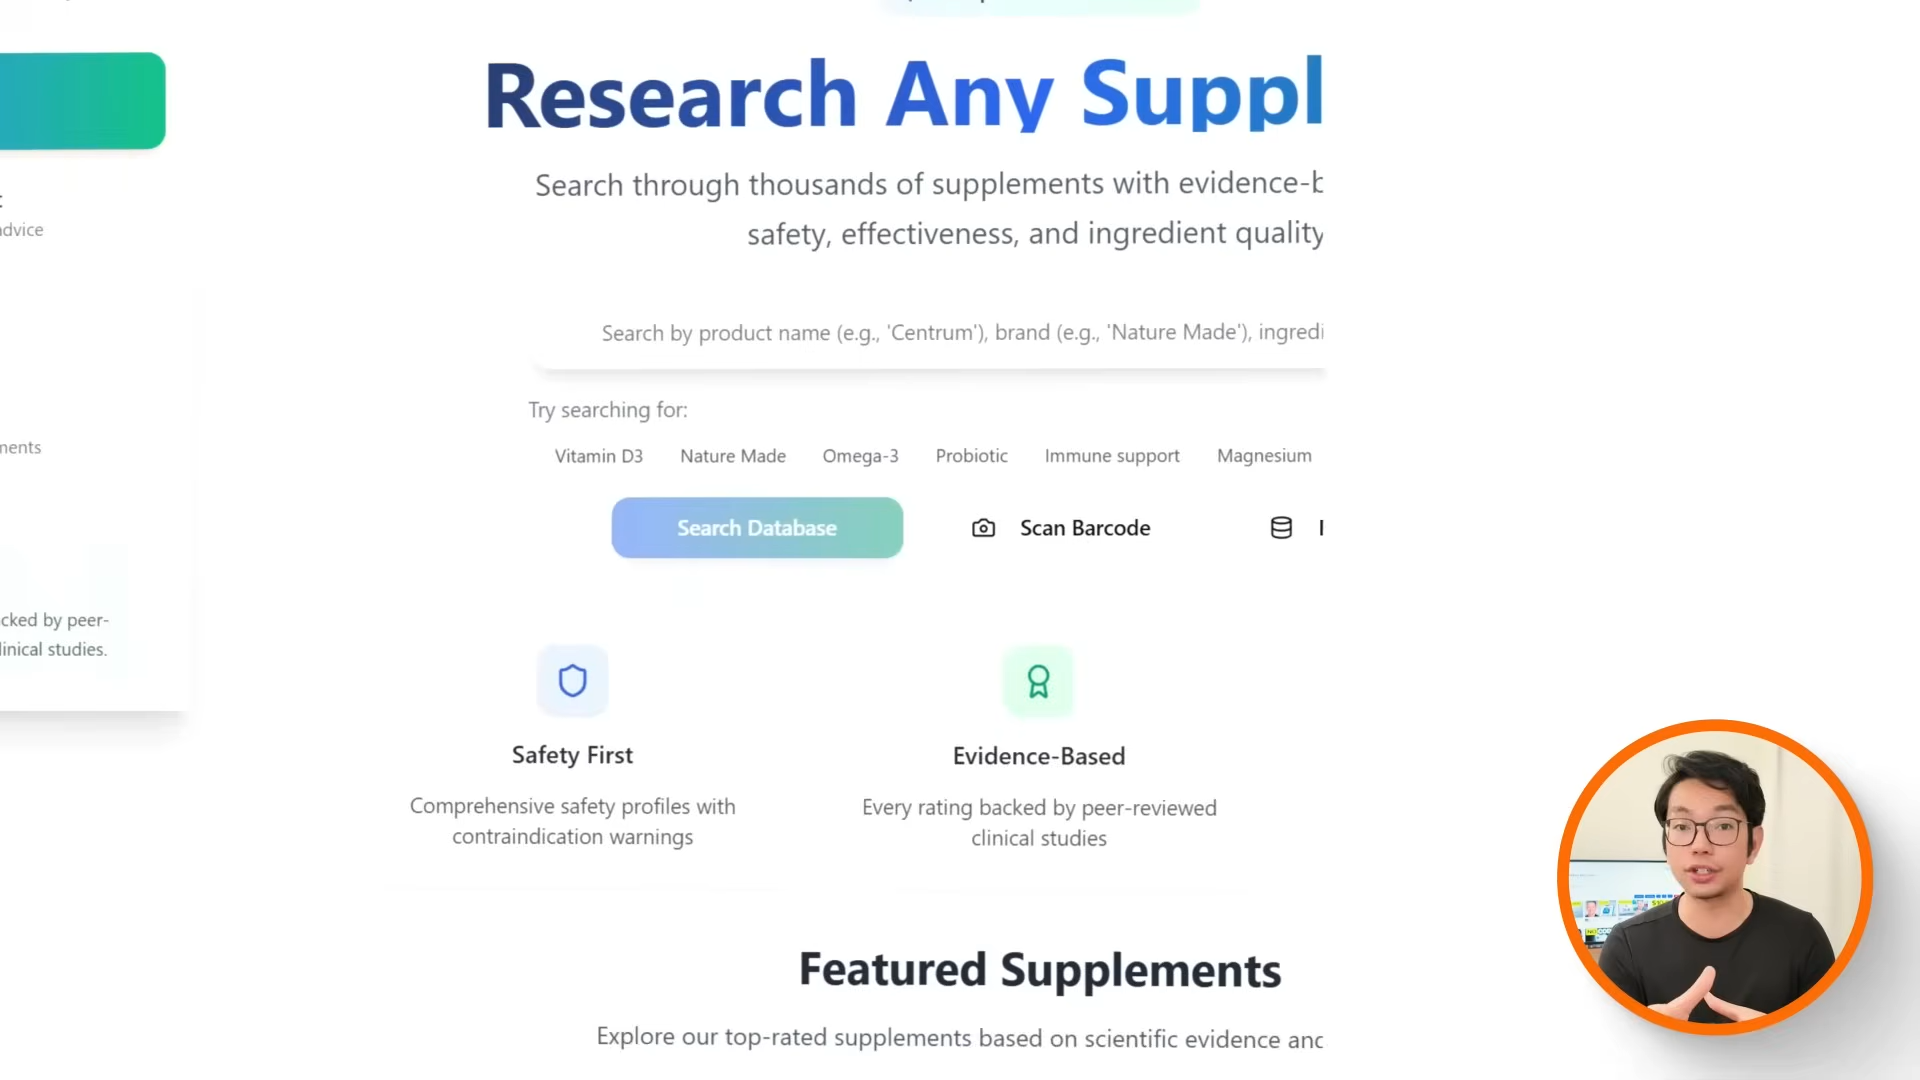 Research Any Suppl
Search through thousands of supplements with evidence-b
safety, effectiveness, and ingredient quality
Search by product name (e.g., 'Centrum'), brand (e.g., 'Nature Made'), ingredi
Try searching for:
Vitamin D3 Nature Made Omega-3 Probiotic Immune support Magnesium
Search Database Scan Barcode
Safety First
Comprehensive safety profiles with
contraindication warnings
Evidence-Based
Every rating backed by peer-reviewed
clinical studies
Featured Supplements
Explore our top-rated supplements based on scientific evidence and
dvice
ments
cked by peer-
linical studies.